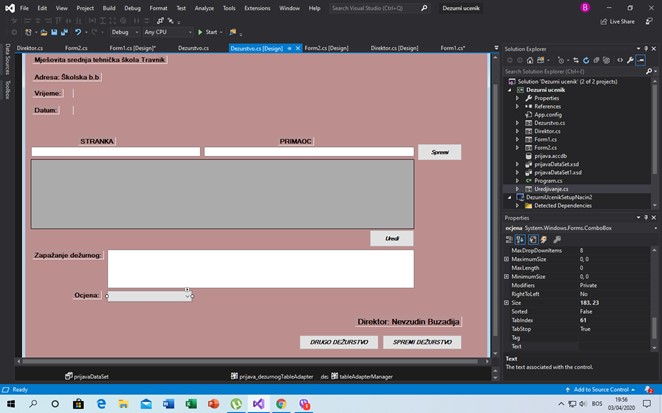 File Edit View Project Build Debug Format Test Analyze Tools Extensions Window Help Search Visual Studio Dezurni ucenik B
Debug Any CPU Start Live Share
Direktor.cs Form2.cs Form1.cs [Design]* Dezurstvo.cs Dezurstvo.cs [Design] Form2.cs [Design] Direktor.cs [Design] Form1.cs*
Data Sources
Toolbox
Mješovita srednja tehnička škola Travnik
Adresa: Školska b.b
Vrijeme:
Datum:
STRANKA PRIMAOC
Spremi
Uredi
Zapažanje dežurnog:
Ocjena:
Direktor: Nevzudin Buzadija
DRUGO DEŽURSTVO SPREMI DEŽURSTVO
prijavaDataSet prijava_dezurnogTableAdapter tableAdapterManager
Solution Explorer
Search Solution Explorer
Solution 'Dezurni ucenik' (2 of 2 projects)
Dezurni ucenik
Properties
References
App.config
Dezurstvo.cs
Direktor.cs
Form1.cs
Form2.cs
prijava.accdb
prijavaDataSet.xsd
prijavaDataSet1.xsd
Program.cs
Uredjivanje.cs
DezurniUcenikSetupNacin2
Detected Dependencies
Properties
ocjena System.Windows.Forms.ComboBox
MaxDropDownItems 8
MaximumSize 0, 0
MaxLength 0
MinimumSize 0, 0
Modifiers Private
RightToLeft No
Size 183, 23
Sorted False
TabIndex 61
TabStop True
Tag
Text
Text
The text associated with the control.
Ready Add to Source Control 2
BOS 19:56
03/04/2020